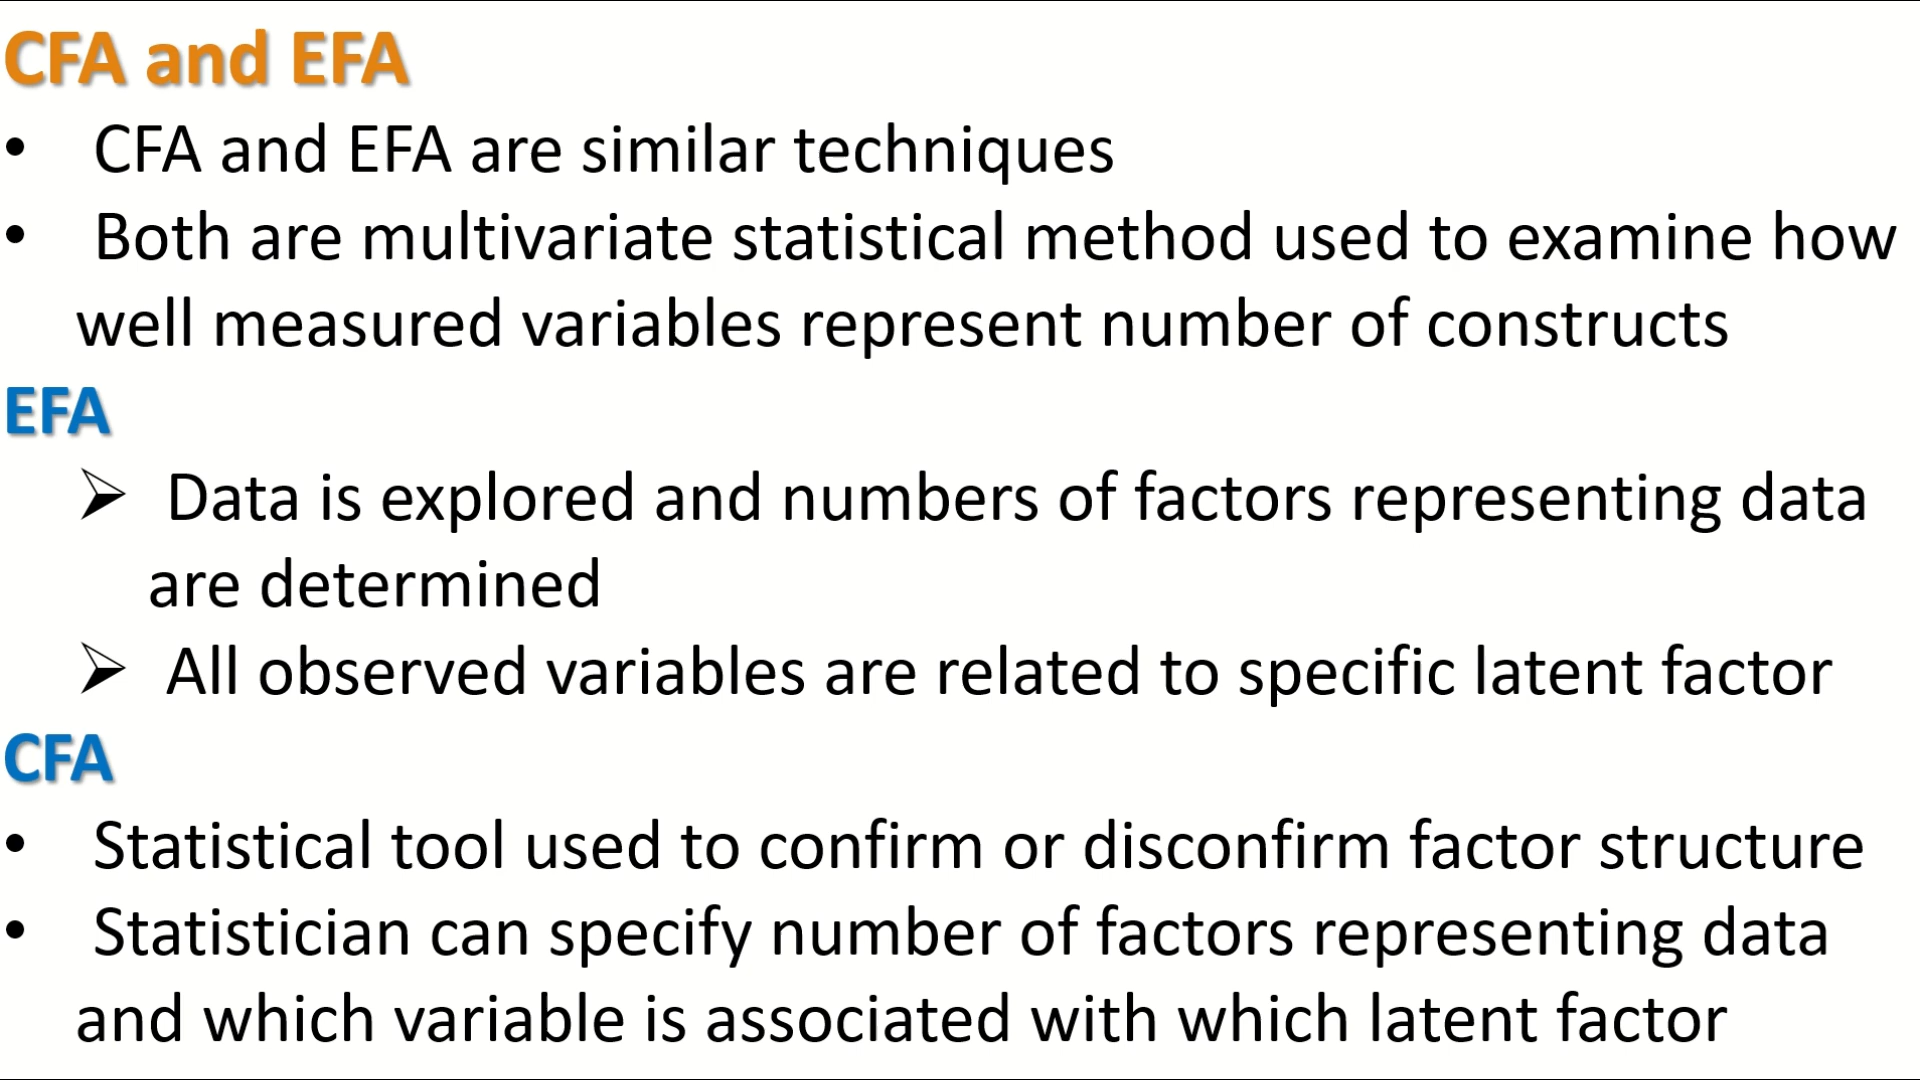 CFA and EFA
• CFA and EFA are similar techniques
• Both are multivariate statistical method used to examine how
well measured variables represent number of constructs
EFA
➢ Data is explored and numbers of factors representing data
are determined
➢ All observed variables are related to specific latent factor
CFA
• Statistical tool used to confirm or disconfirm factor structure
• Statistician can specify number of factors representing data
and which variable is associated with which latent factor